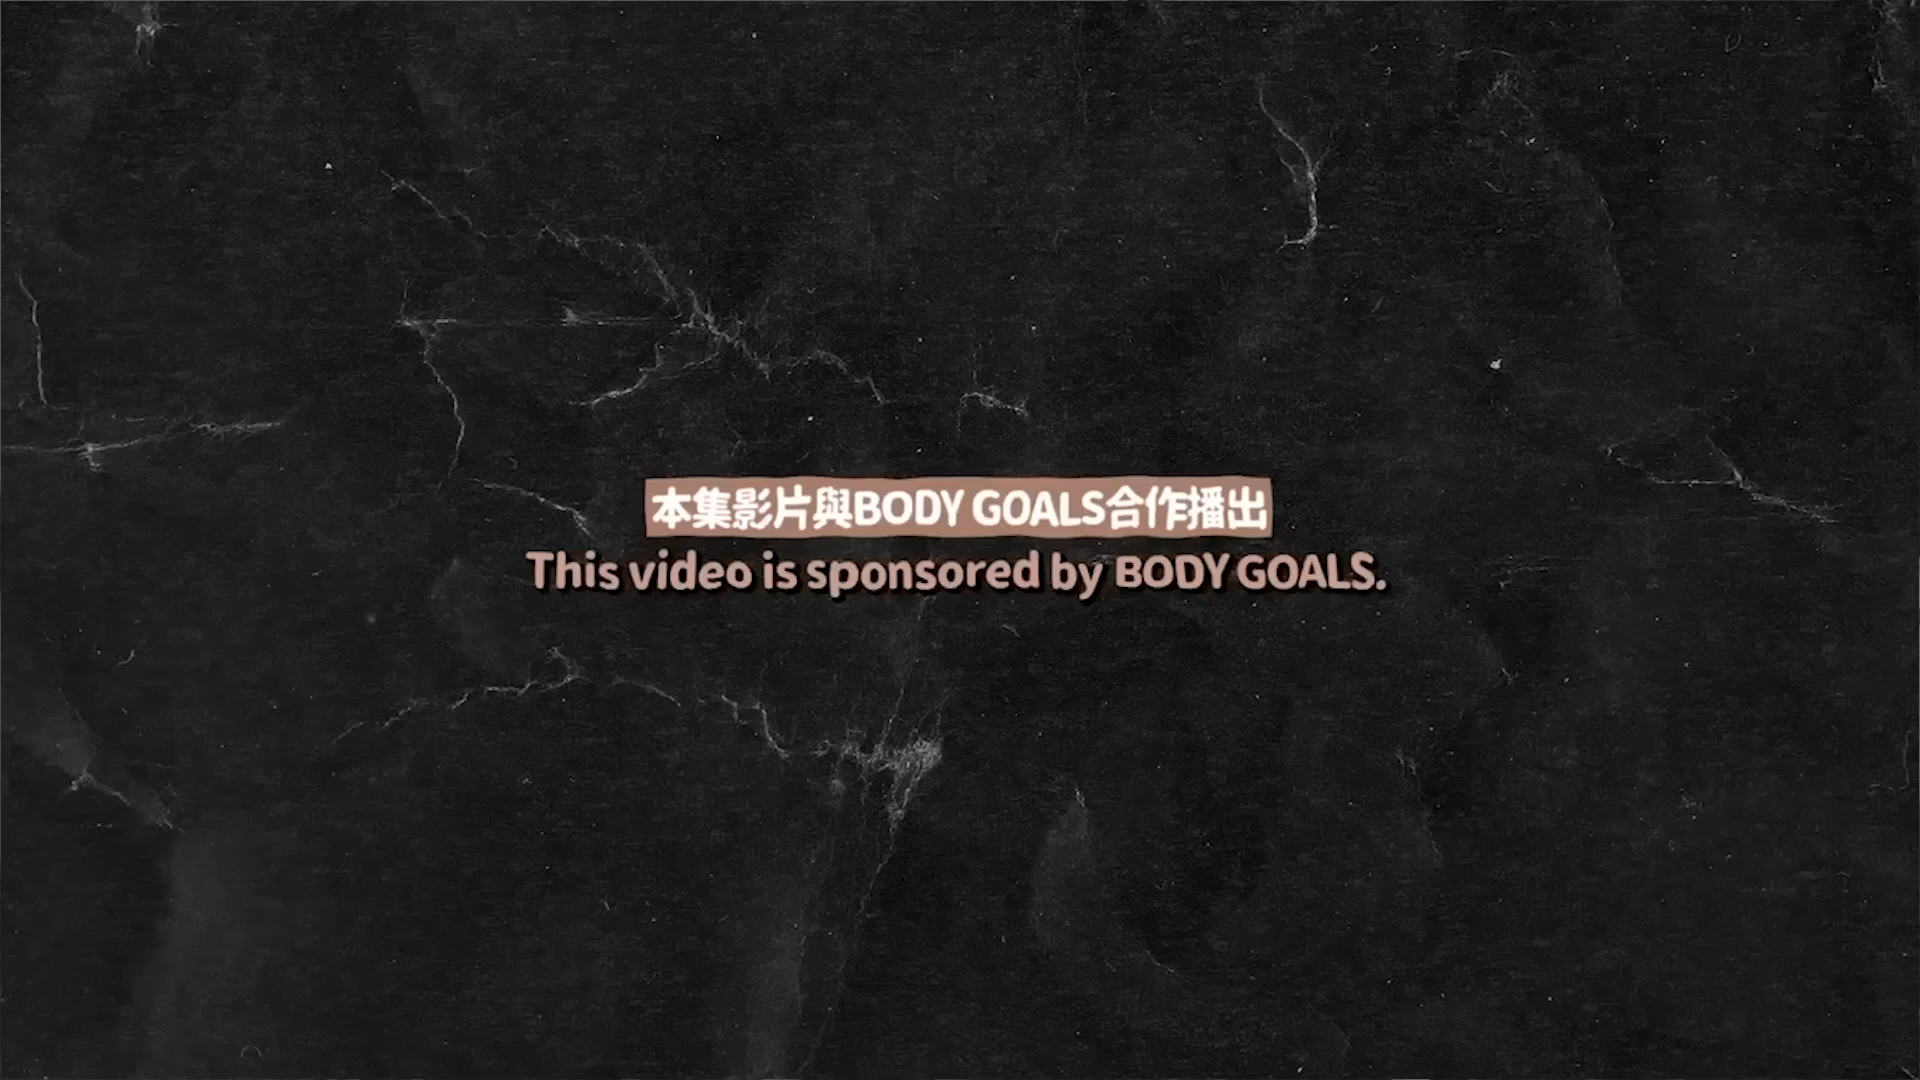 本集影片與BODY GOALS合作播出
This video is sponsored by BODY GOALS.